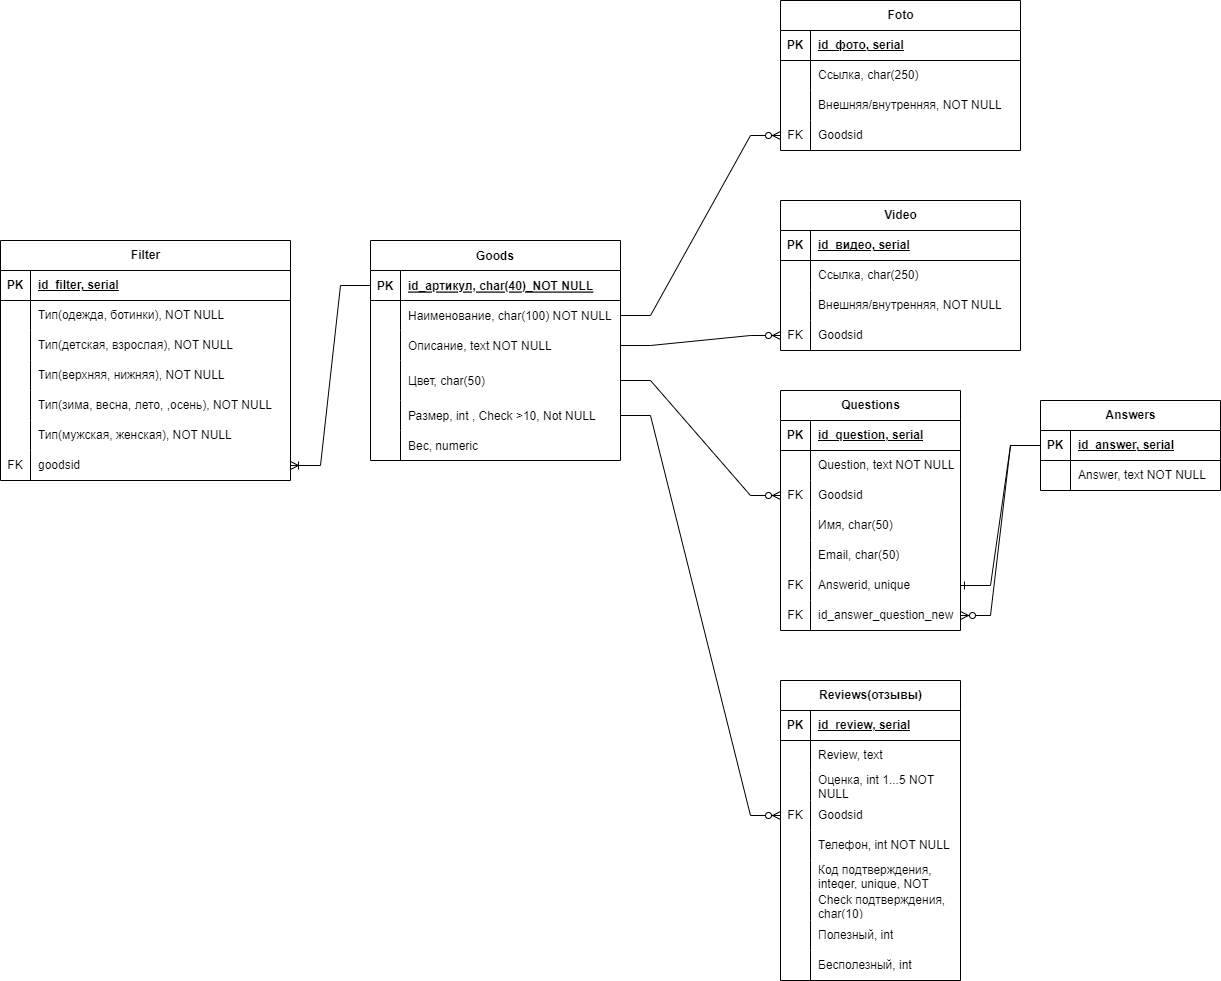 Foto
PK id_фото, serial
Ссылка, char(250)
Внешняя/внутренняя, NOT NULL
FK Goodsid
Video
PK id_видео, serial
Ссылка, char(250)
Внешняя/внутренняя, NOT NULL
FK Goodsid
Filter
PK id_filter, serial
Тип(одежда, ботинки), NOT NULL
Тип(детская, взрослая), NOT NULL
Тип(верхняя, нижняя), NOT NULL
Тип(зима, весна, лето, ,осень), NOT NULL
Тип(мужская, женская), NOT NULL
FK goodsid
Goods
PK id_артикул, char(40)_NOT NULL
Наименование, char(100) NOT NULL
Описание, text NOT NULL
Цвет, char(50)
Размер, int , Check >10, Not NULL
Вес, numeric
Questions
PK id_question, serial
Question, text NOT NULL
FK Goodsid
Имя, char(50)
Email, char(50)
FK Answerid, unique
FK id_answer_question_new
Answers
PK id_answer, serial
Answer, text NOT NULL
Reviews(отзывы)
PK id_review, serial
Review, text
Оценка, int 1...5 NOT
NULL
FK Goodsid
Телефон, int NOT NULL
Код подтверждения,
integer, unique, NOT
Check подтверждения,
char(10)
Полезный, int
Бесполезный, int